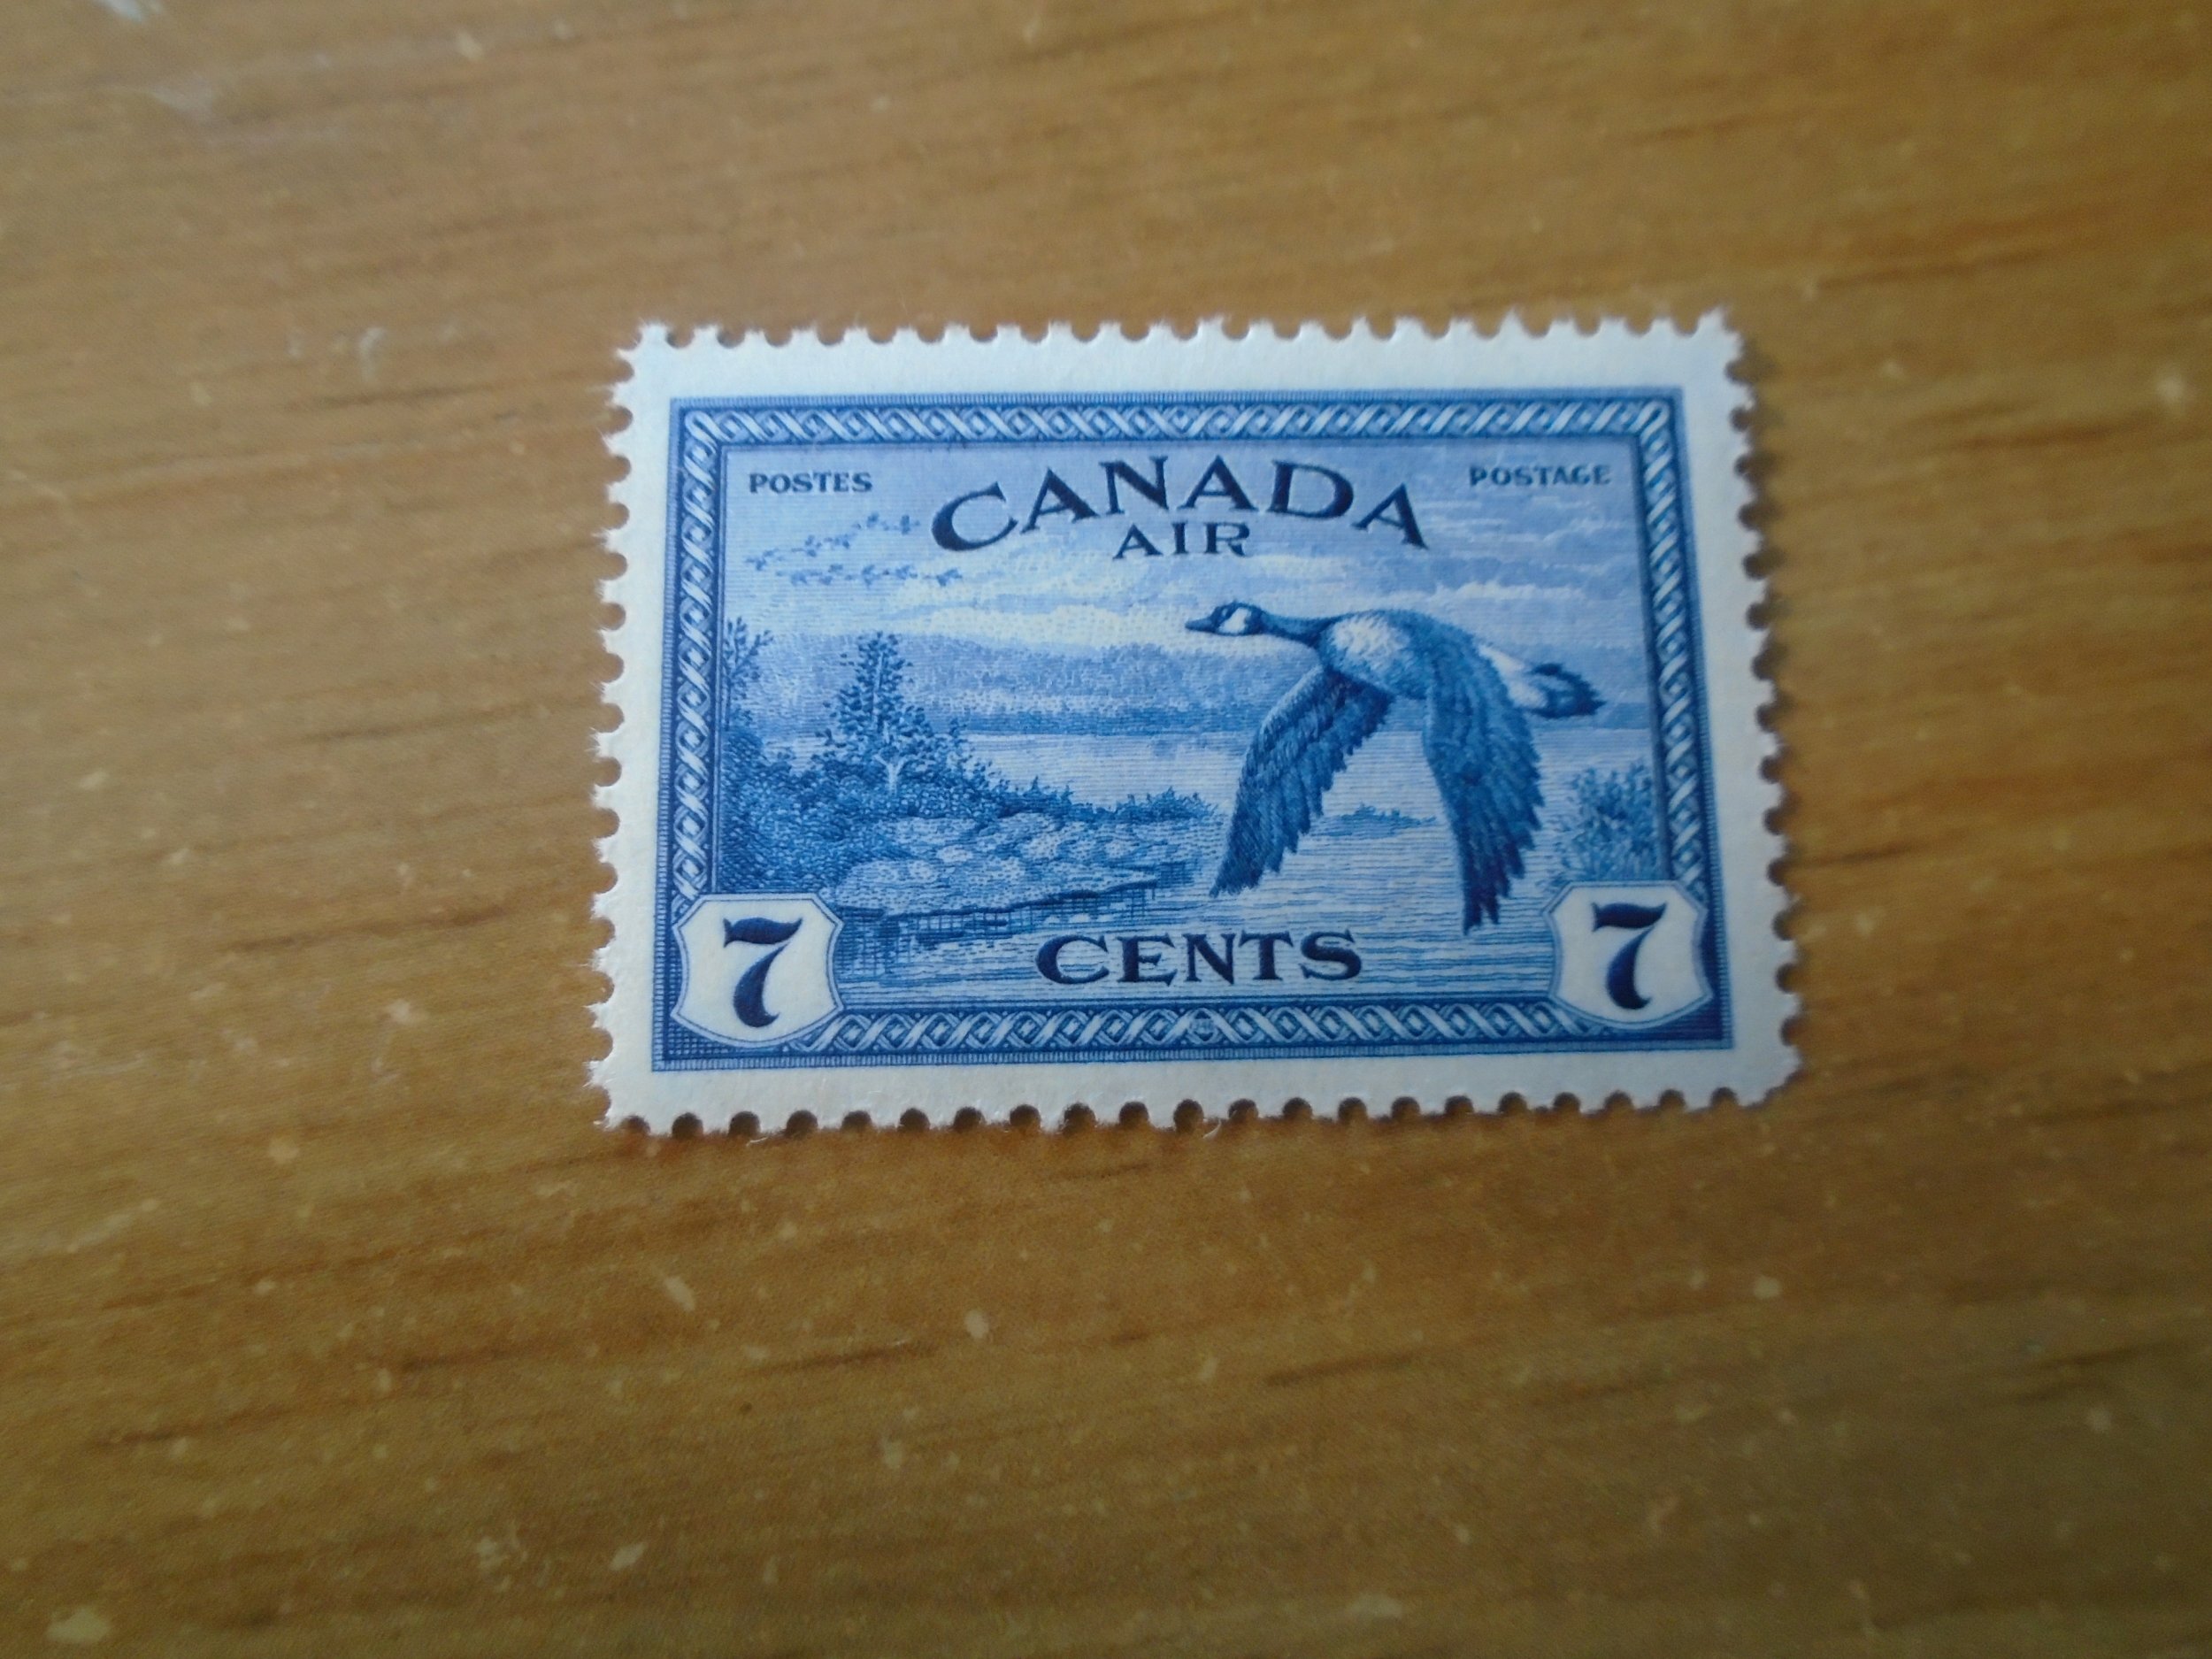 POSTES
CANADA
POSTAGE
AIR
7
CENTS
7